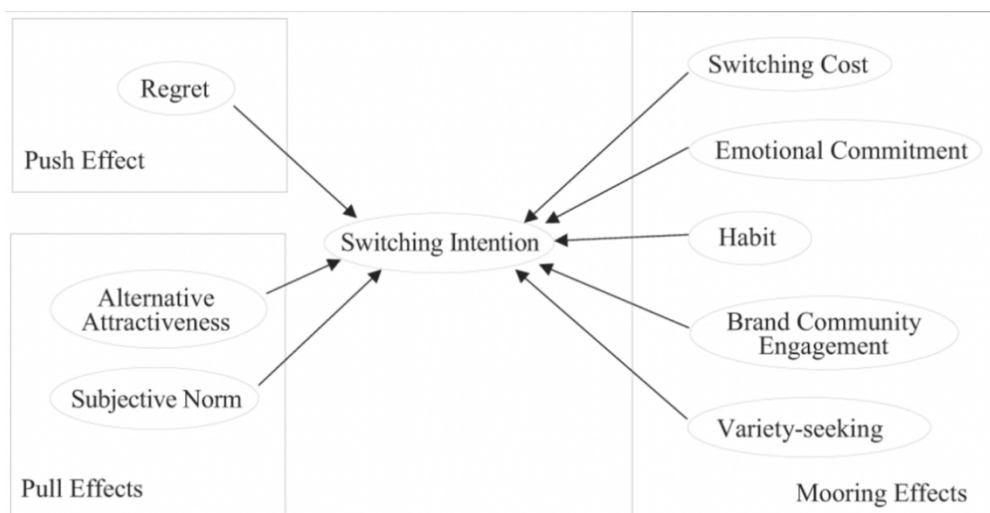 Regret
Push Effect
Alternative
Attractiveness
Subjective Norm
Pull Effects
Switching Intention
Switching Cost
Emotional Commitment
Habit
Brand Community
Engagement
Variety-seeking
Mooring Effects